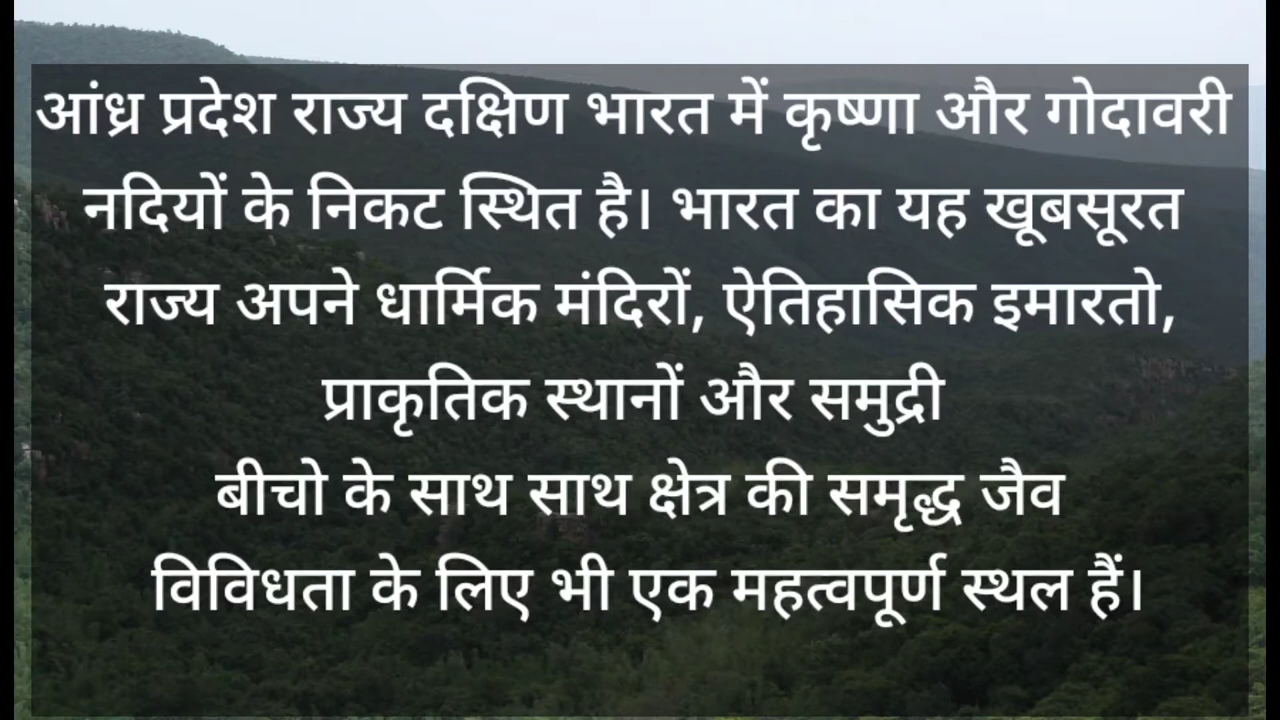 आंध्र प्रदेश राज्य दक्षिण भारत में कृष्णा और गोदावरी
नदियों के निकट स्थित है। भारत का यह खूबसूरत
राज्य अपने धार्मिक मंदिरों, ऐतिहासिक इमारतो,
प्राकृतिक स्थानों और समुद्री
बीचो के साथ साथ क्षेत्र की समृद्ध जैव
विविधता के लिए भी एक महत्वपूर्ण स्थल हैं।